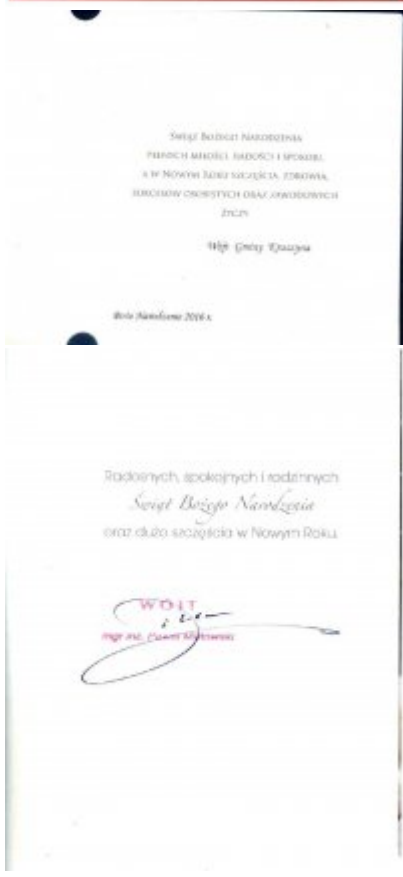 Świąt Bożego Narodzenia
pełnych miłości, radości i spokoju,
a w Nowym Roku szczęścia, zdrowia,
sukcesów osobistych oraz zawodowych
życzy
Wójt Gminy Kruszyna
Boże Narodzenie 2016 r.
Radosnych, spokojnych i rodzinnych
Świąt Bożego Narodzenia
oraz dużo szczęścia w Nowym Roku
WÓJT
mgr inż.